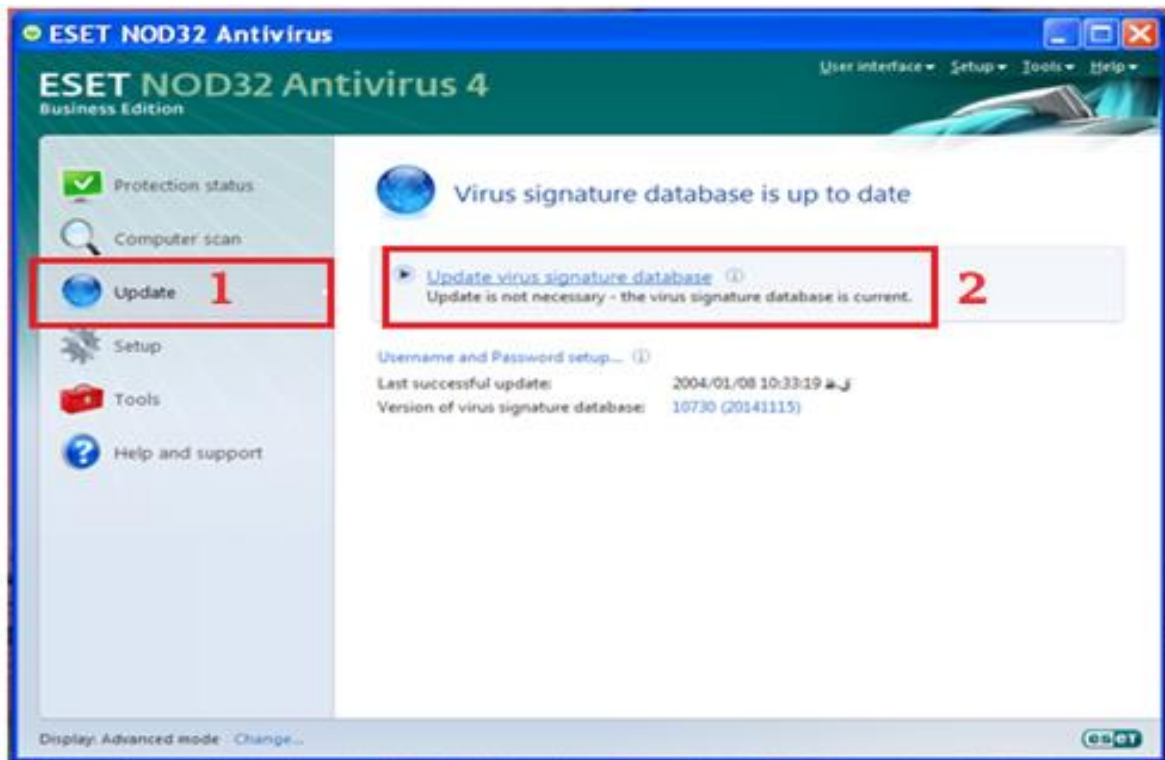 ESET NOD32 Antivirus
User interface Setup Tools Help
ESET NOD32 Antivirus 4
Business Edition
Protection status
Computer scan
Update 1
Setup
Tools
Help and support
Virus signature database is up to date
Update virus signature database
Update is not necessary - the virus signature database is current.
2
Username and Password setup...
Last successful update: 2004/01/08 10:33:19
Version of virus signature database: 10730 (20141115)
Display: Advanced mode Change...
eseT